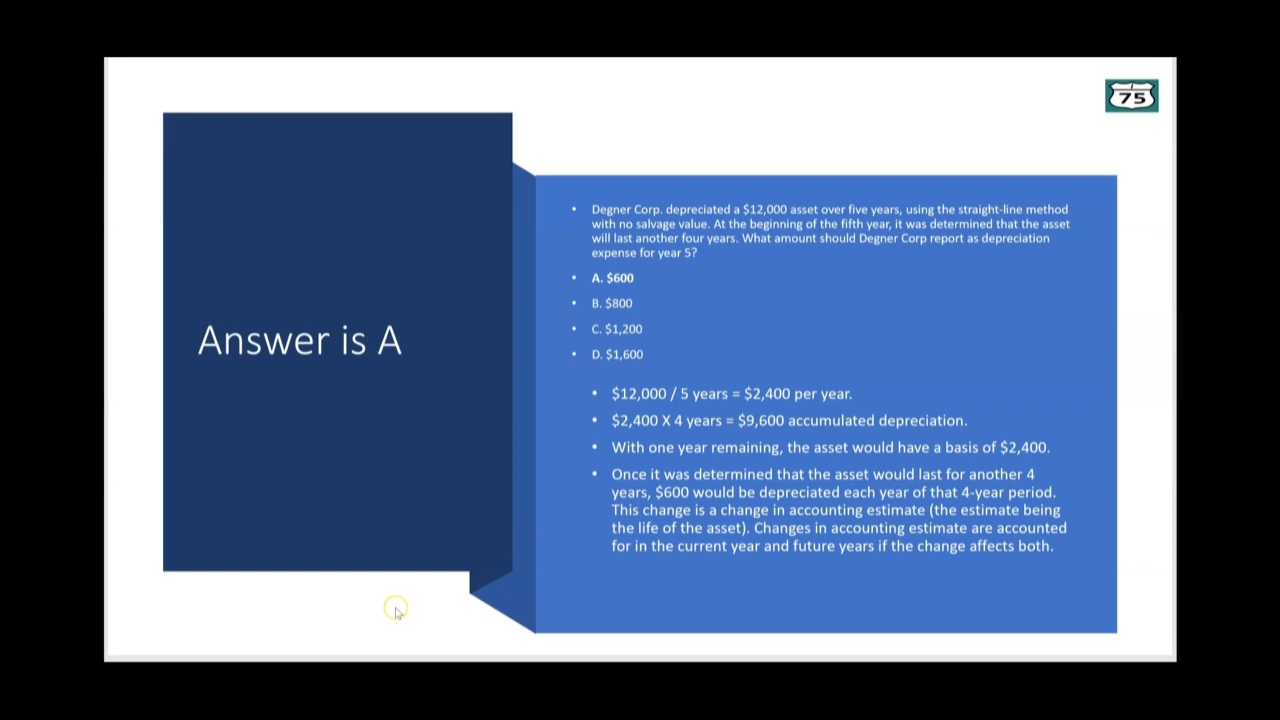 75
Answer is A
• Degner Corp. depreciated a $12,000 asset over five years, using the straight-line method
with no salvage value. At the beginning of the fifth year, it was determined that the asset
will last another four years. What amount should Degner Corp report as depreciation
expense for year 5?
• A. $600
• B. $800
• C. $1,200
• D. $1,600
• $12,000 / 5 years = $2,400 per year.
• $2,400 X 4 years = $9,600 accumulated depreciation.
• With one year remaining, the asset would have a basis of $2,400.
• Once it was determined that the asset would last for another 4
years, $600 would be depreciated each year of that 4-year period.
This change is a change in accounting estimate (the estimate being
the life of the asset). Changes in accounting estimate are accounted
for in the current year and future years if the change affects both.